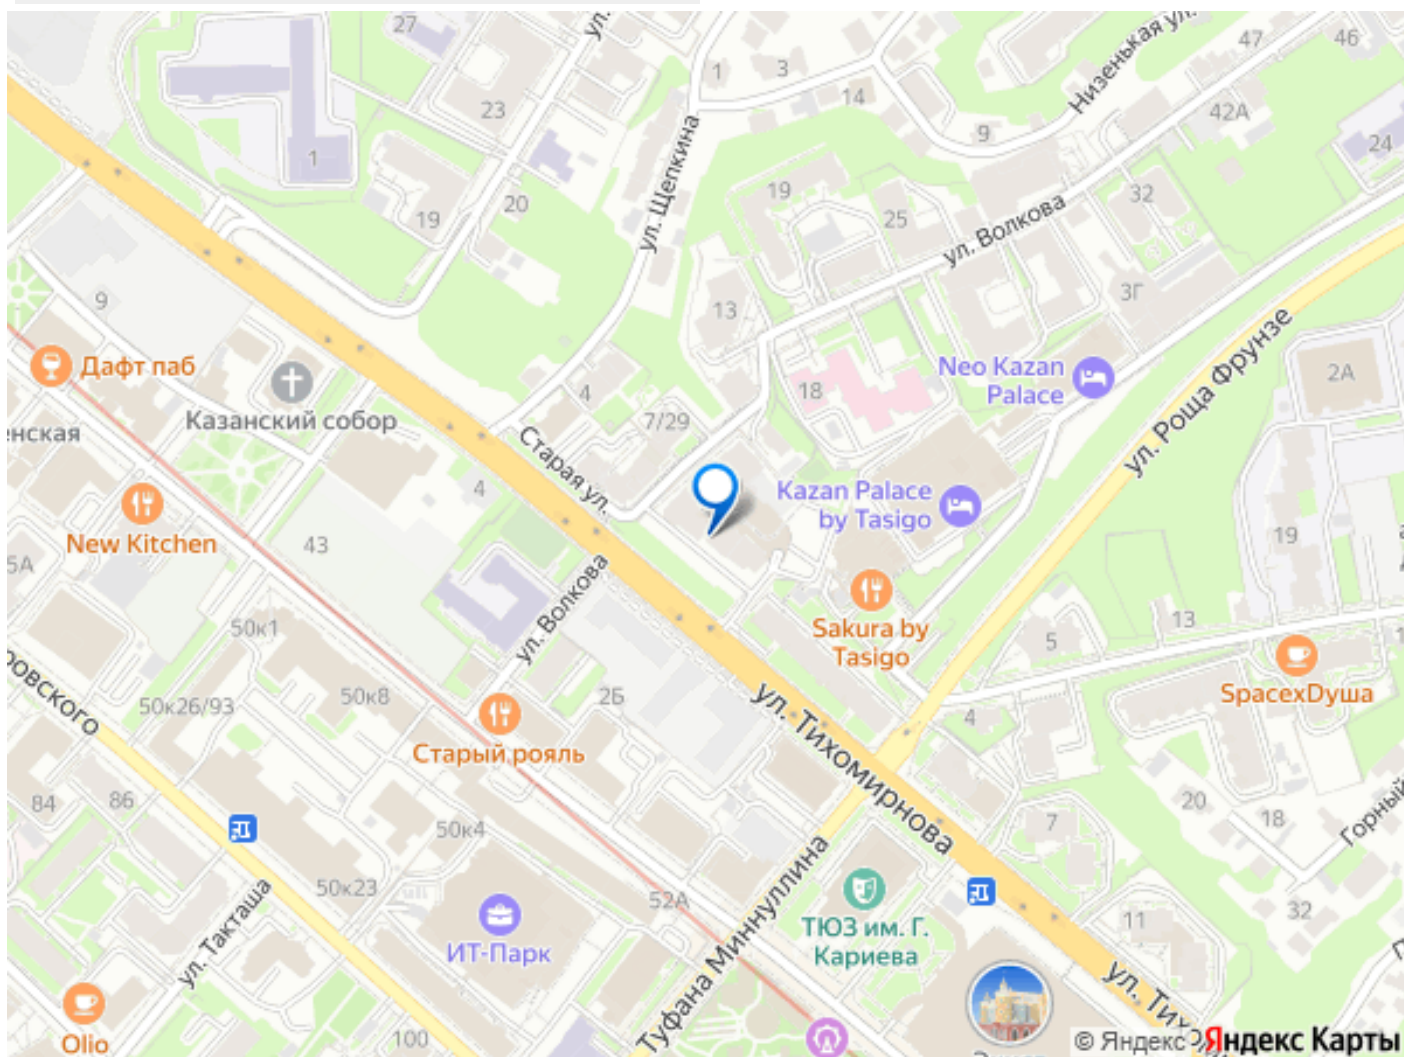 27
ул.
1
3
47
46
Низенькая ул.
14
42А
23
9
24
1
ул. Щепкина
19
32
20
19
25
ул. Волкова
9
13
3Г
ул. Роща Фрунзе
Дафт паб
Neo Kazan
Palace
2А
4
18
Казанский собор
7/29
нская
Старая ул.
4
Kazan Palace
by Tasigo
New Kitchen
43
19
5А
ул. Волкова
50к1
Sakura by
Tasigo
5
13
1
SpacexDуша
ровского
50к26/93
50к8
2Б
ул. Тихомирнова
4
Старый рояль
84
86
50к4
20
18
7
Горный
50к23
52А
Туфана Миннуллина
ул. Такташа
ИТ-Парк
ТЮЗ им. Г.
Кариева
11
32
ул. Тихо
Olio
100
© Яндекс Яндекс Карты